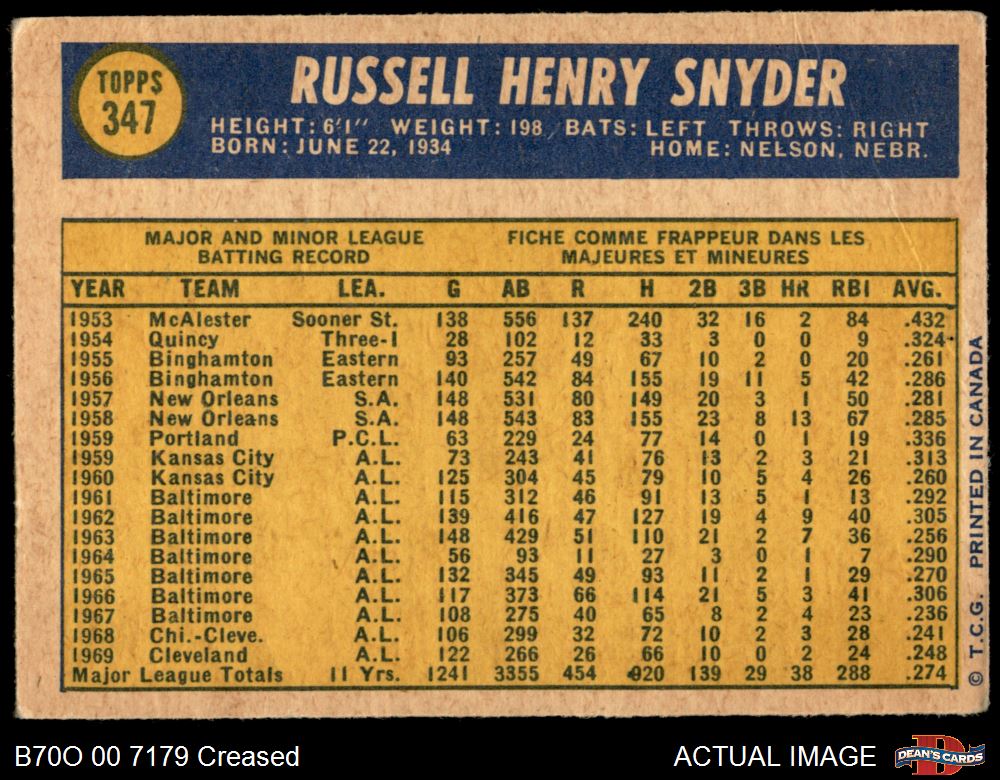 TOPPS
347
RUSSELL HENRY SNYDER
HEIGHT: 6'1" WEIGHT: 198 BATS: LEFT THROWS: RIGHT
BORN: JUNE 22, 1934 HOME: NELSON, NEBR.
MAJOR AND MINOR LEAGUE FICHE COMME FRAPPEUR DANS LES
BATTING RECORD MAJEURES ET MINEURES
YEAR TEAM LEA. G AB R H 2B 3B HR RBI AVG.
1953 McAlester Sooner St. 138 556 137 240 32 16 2 84 .432
1954 Quincy Three-I 28 102 12 33 3 0 0 9 .324
1955 Binghamton Eastern 93 257 49 67 10 2 0 20 .261
1956 Binghamton Eastern 140 542 84 155 19 11 5 42 .286
1957 New Orleans S.A. 148 531 80 149 20 3 1 50 .281
1958 New Orleans S.A. 148 543 83 155 23 8 13 67 .285
1959 Portland P.C.L. 63 229 24 77 14 0 1 19 .336
1959 Kansas City A.L. 73 243 41 76 13 2 3 21 .313
1960 Kansas City A.L. 125 304 45 79 10 5 4 26 .260
1961 Baltimore A.L. 115 312 46 91 13 5 1 13 .292
1962 Baltimore A.L. 139 416 47 127 19 4 9 40 .305
1963 Baltimore A.L. 148 429 51 110 21 2 7 36 .256
1964 Baltimore A.L. 56 93 11 27 3 0 1 7 .290
1965 Baltimore A.L. 132 345 49 93 11 2 1 29 .270
1966 Baltimore A.L. 117 373 66 114 21 5 3 41 .306
1967 Baltimore A.L. 108 275 40 65 8 2 4 23 .236
1968 Chi.-Cleve. A.L. 106 299 32 72 10 2 3 28 .241
1969 Cleveland A.L. 122 266 26 66 10 0 2 24 .248
Major League Totals 11 Yrs. 1241 3355 454 920 139 29 38 288 .274
© T.C.G. PRINTED IN CANADA
B70O 00 7179 Creased ACTUAL IMAGE
DEAN'S CARDS